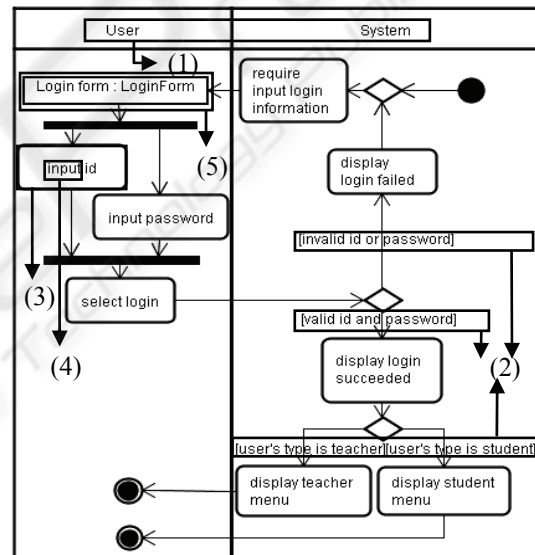 User System
(1)
Login form : LoginForm
require
input login
information
(5)
input id
display
login failed
input password
[invalid id or password]
(3)
select login
[valid id and password]
(4)
(2)
display login
succeeded
[user's type is teacher][user's type is student]
display teacher
menu
display student
menu